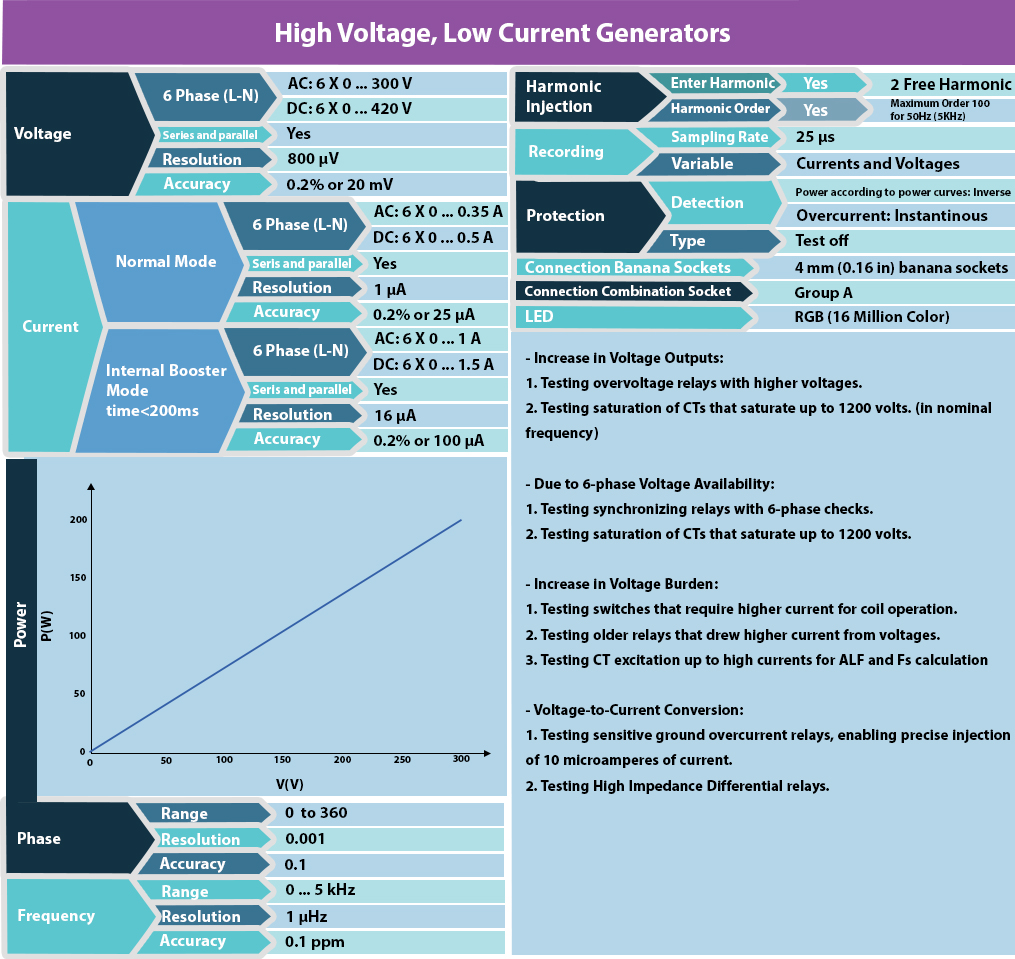 High Voltage, Low Current Generators
Voltage
6 Phase (L-N)
AC: 6 X 0 ... 300 V
DC: 6 X 0 ... 420 V
Series and parallel
Yes
Resolution
800 µV
Accuracy
0.2% or 20 mV
Current
Normal Mode
6 Phase (L-N)
AC: 6 X 0 ... 0.35 A
DC: 6 X 0 ... 0.5 A
Seris and parallel
Yes
Resolution
1 µA
Accuracy
0.2% or 25 µA
Internal Booster
Mode
time<200ms
6 Phase (L-N)
AC: 6 X 0 ... 1 A
DC: 6 X 0 ... 1.5 A
Seris and parallel
Yes
Resolution
16 µA
Accuracy
0.2% or 100 µA
Power
P(W)
200
150
100
50
0
0
50
100
150
200
250
300
V(V)
Phase
Range
0 to 360
Resolution
0.001
Accuracy
0.1
Frequency
Range
0 ... 5 kHz
Resolution
1 µHz
Accuracy
0.1 ppm
Harmonic
Injection
Enter Harmonic
Yes
2 Free Harmonic
Harmonic Order
Yes
Maximum Order 100
for 50Hz (5KHz)
Recording
Sampling Rate
25 µs
Variable
Currents and Voltages
Protection
Detection
Power according to power curves: Inverse
Overcurrent: Instantinous
Type
Test off
Connection Banana Sockets
4 mm (0.16 in) banana sockets
Connection Combination Socket
Group A
LED
RGB (16 Million Color)
- Increase in Voltage Outputs:
1. Testing overvoltage relays with higher voltages.
2. Testing saturation of CTs that saturate up to 1200 volts. (in nominal
frequency)
- Due to 6-phase Voltage Availability:
1. Testing synchronizing relays with 6-phase checks.
2. Testing saturation of CTs that saturate up to 1200 volts.
- Increase in Voltage Burden:
1. Testing switches that require higher current for coil operation.
2. Testing older relays that drew higher current from voltages.
3. Testing CT excitation up to high currents for ALF and Fs calculation
- Voltage-to-Current Conversion:
1. Testing sensitive ground overcurrent relays, enabling precise injection
of 10 microamperes of current.
2. Testing High Impedance Differential relays.